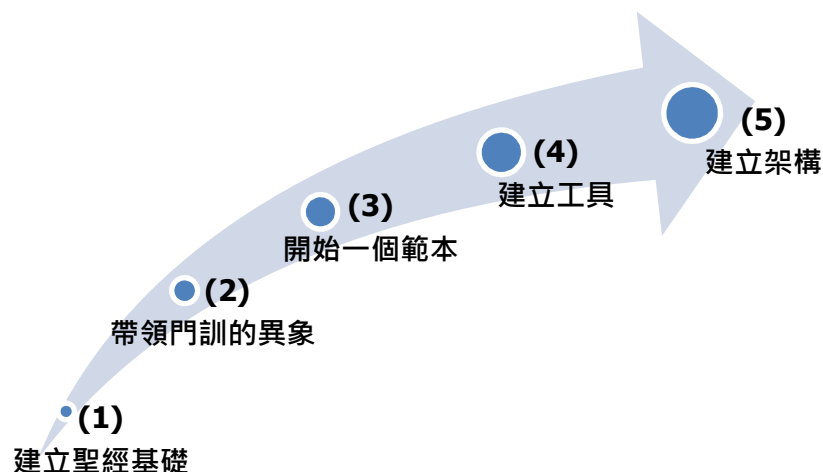 (1)
建立聖經基礎
(2)
帶領門訓的異象
(3)
開始一個範本
(4)
建立工具
(5)
建立架構